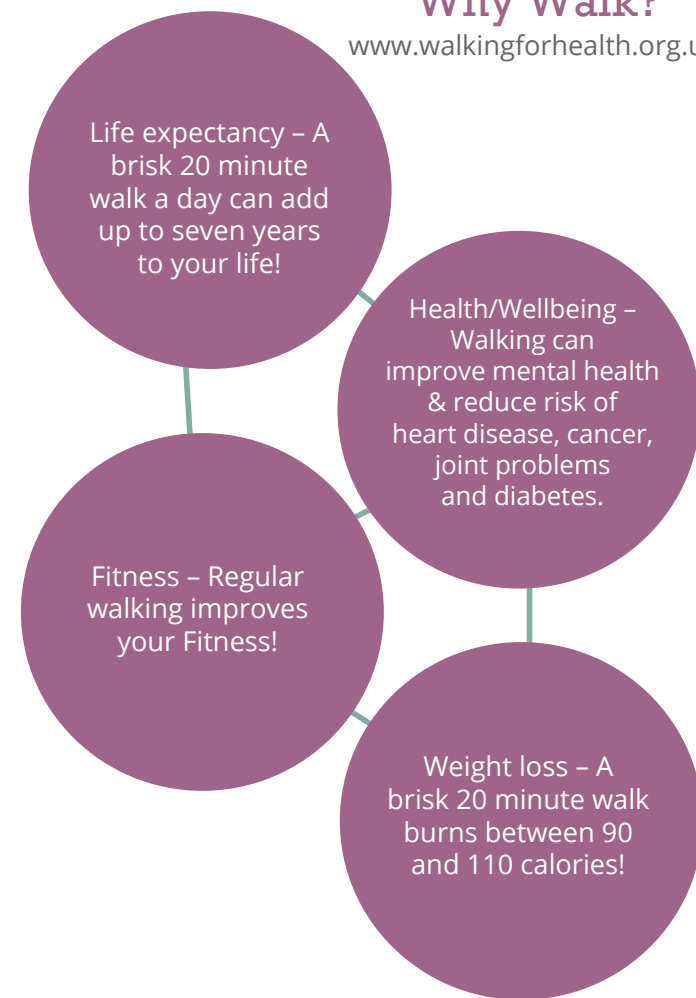 Why Walk?
www.walkingforhealth.org.u
Life expectancy – A
brisk 20 minute
walk a day can add
up to seven years
to your life!
Health/Wellbeing –
Walking can
improve mental health
& reduce risk of
heart disease, cancer,
joint problems
and diabetes.
Fitness – Regular
walking improves
your Fitness!
Weight loss – A
brisk 20 minute walk
burns between 90
and 110 calories!